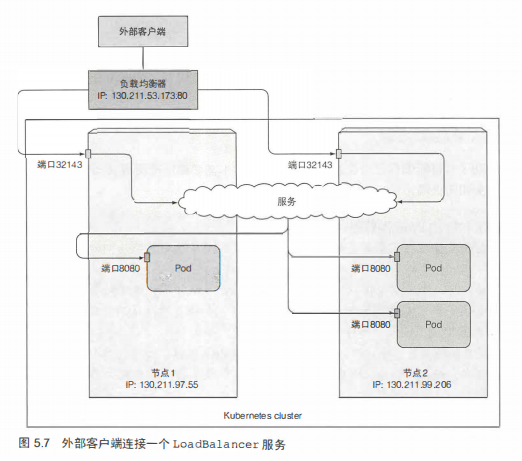 外部客户端
负载均衡器
IP: 130.211.53.173.80
端口32143
端口32143
服务
端口8080
Pod
端口8080
Pod
端口8080
Pod
节点1
IP: 130.211.97.55
节点2
IP: 130.211.99.206
Kubernetes cluster
图 5.7 外部客户端连接一个 LoadBalancer 服务